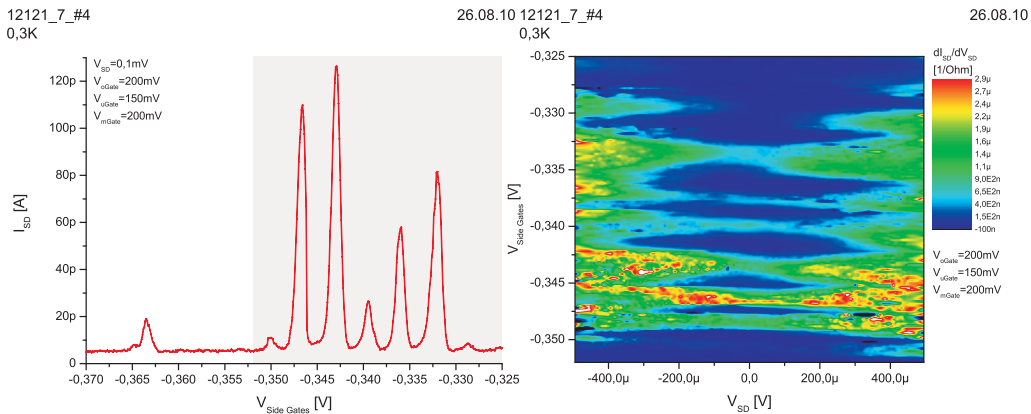 12121_7_#4 26.08.10
0,3K
V_SD=0,1mV
V_oGate=200mV
V_uGate=150mV
V_mGate=200mV
120p
100p
80p
60p
40p
20p
0
I_SD [A]
-0,370 -0,365 -0,360 -0,355 -0,350 -0,345 -0,340 -0,335 -0,330 -0,325
V_Side Gates [V]
12121_7_#4 26.08.10
0,3K
-0,325
-0,330
-0,335
-0,340
-0,345
-0,350
V_Side Gates [V]
-400,0µ -200,0µ 0,0 200,0µ 400,0µ
V_SD [V]
dI_SD/dV_SD
[1/Ohm]
2,9µ
2,7µ
2,4µ
2,2µ
1,9µ
1,6µ
1,4µ
1,1µ
9,0E2n
6,5E2n
4,0E2n
1,5E2n
-100n
V_oGate=200mV
V_uGate=150mV
V_mGate=200mV